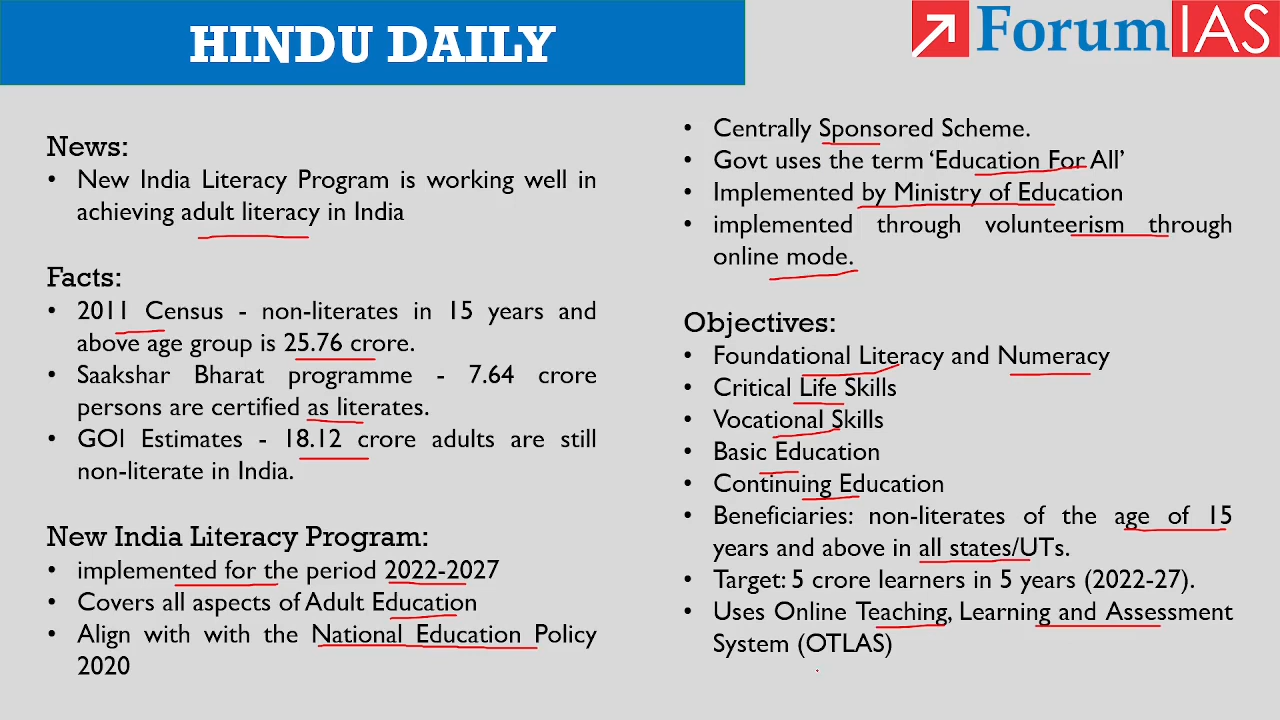 HINDU DAILY
ForumIAS
News:
• New India Literacy Program is working well in
achieving adult literacy in India
Facts:
• 2011 Census - non-literates in 15 years and
above age group is 25.76 crore.
• Saakshar Bharat programme - 7.64 crore
persons are certified as literates.
• GOI Estimates - 18.12 crore adults are still
non-literate in India.
New India Literacy Program:
• implemented for the period 2022-2027
• Covers all aspects of Adult Education
• Align with with the National Education Policy
2020
• Centrally Sponsored Scheme.
• Govt uses the term ‘Education For All’
• Implemented by Ministry of Education
• implemented through volunteerism through
online mode.
Objectives:
• Foundational Literacy and Numeracy
• Critical Life Skills
• Vocational Skills
• Basic Education
• Continuing Education
• Beneficiaries: non-literates of the age of 15
years and above in all states/UTs.
• Target: 5 crore learners in 5 years (2022-27).
• Uses Online Teaching, Learning and Assessment
System (OTLAS)